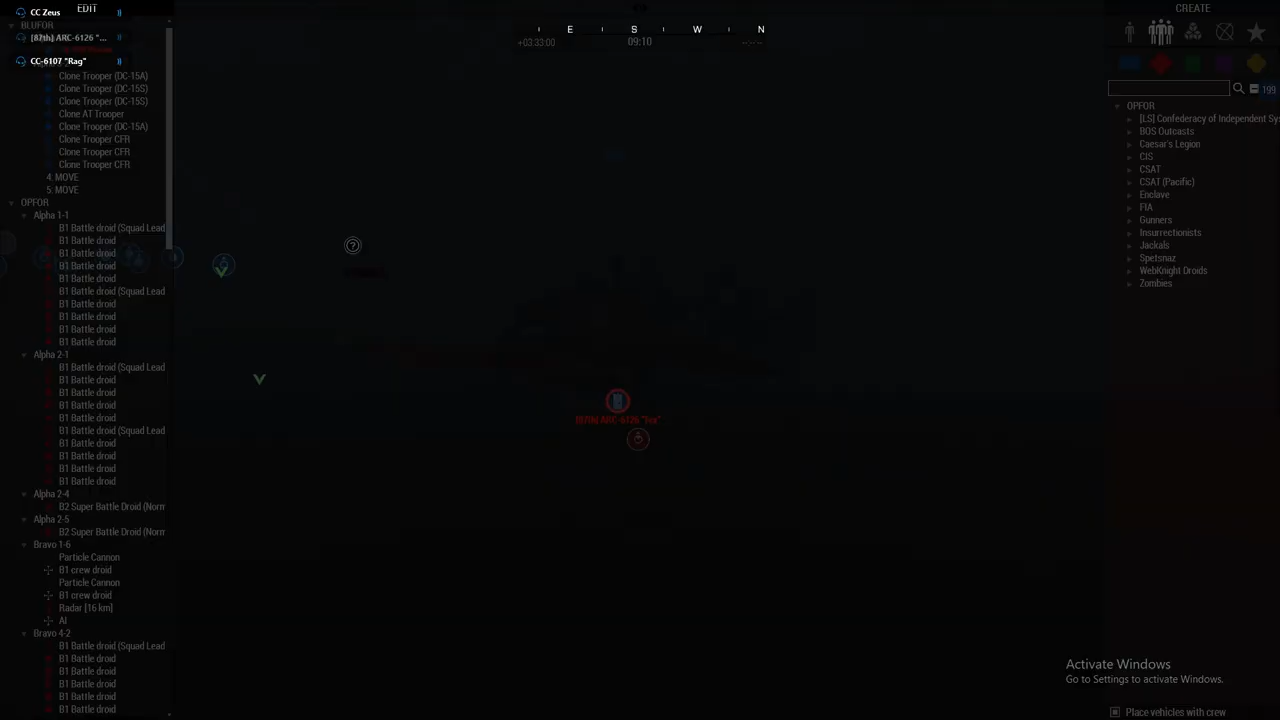 CC Zeus
EDIT
BLUFOR
[87th] ARC-6126 "...
CC-6107 "Rag"
Clone Trooper (DC-15A)
Clone Trooper (DC-15S)
Clone Trooper (DC-15S)
Clone AT Trooper
Clone Trooper (DC-15A)
Clone Trooper CFR
Clone Trooper CFR
Clone Trooper CFR
4: MOVE
5: MOVE
OPFOR
Alpha 1-1
B1 Battle droid (Squad Lead
B1 Battle droid
B1 Battle droid
B1 Battle droid
B1 Battle droid
B1 Battle droid (Squad Lead
B1 Battle droid
B1 Battle droid
B1 Battle droid
B1 Battle droid
Alpha 2-1
B1 Battle droid (Squad Lead
B1 Battle droid
B1 Battle droid
B1 Battle droid
B1 Battle droid
B1 Battle droid (Squad Lead
B1 Battle droid
B1 Battle droid
B1 Battle droid
B1 Battle droid
Alpha 2-4
B2 Super Battle Droid (Norm
Alpha 2-5
B2 Super Battle Droid (Norm
Bravo 1-6
Particle Cannon
B1 crew droid
Particle Cannon
B1 crew droid
Radar [16 km]
AI
Bravo 4-2
B1 Battle droid (Squad Lead
B1 Battle droid
B1 Battle droid
B1 Battle droid
B1 Battle droid
B1 Battle droid
E S W N
+03:33:00 09:10 --:--:--
?
[87th] ARC-6126 "Fox"
CREATE
199
OPFOR
[LS] Confederacy of Independent Sys
BOS Outcasts
Caesar's Legion
CIS
CSAT
CSAT (Pacific)
Enclave
FIA
Gunners
Insurrectionists
Jackals
Spetsnaz
WebKnight Droids
Zombies
Activate Windows
Go to Settings to activate Windows.
Place vehicles with crew